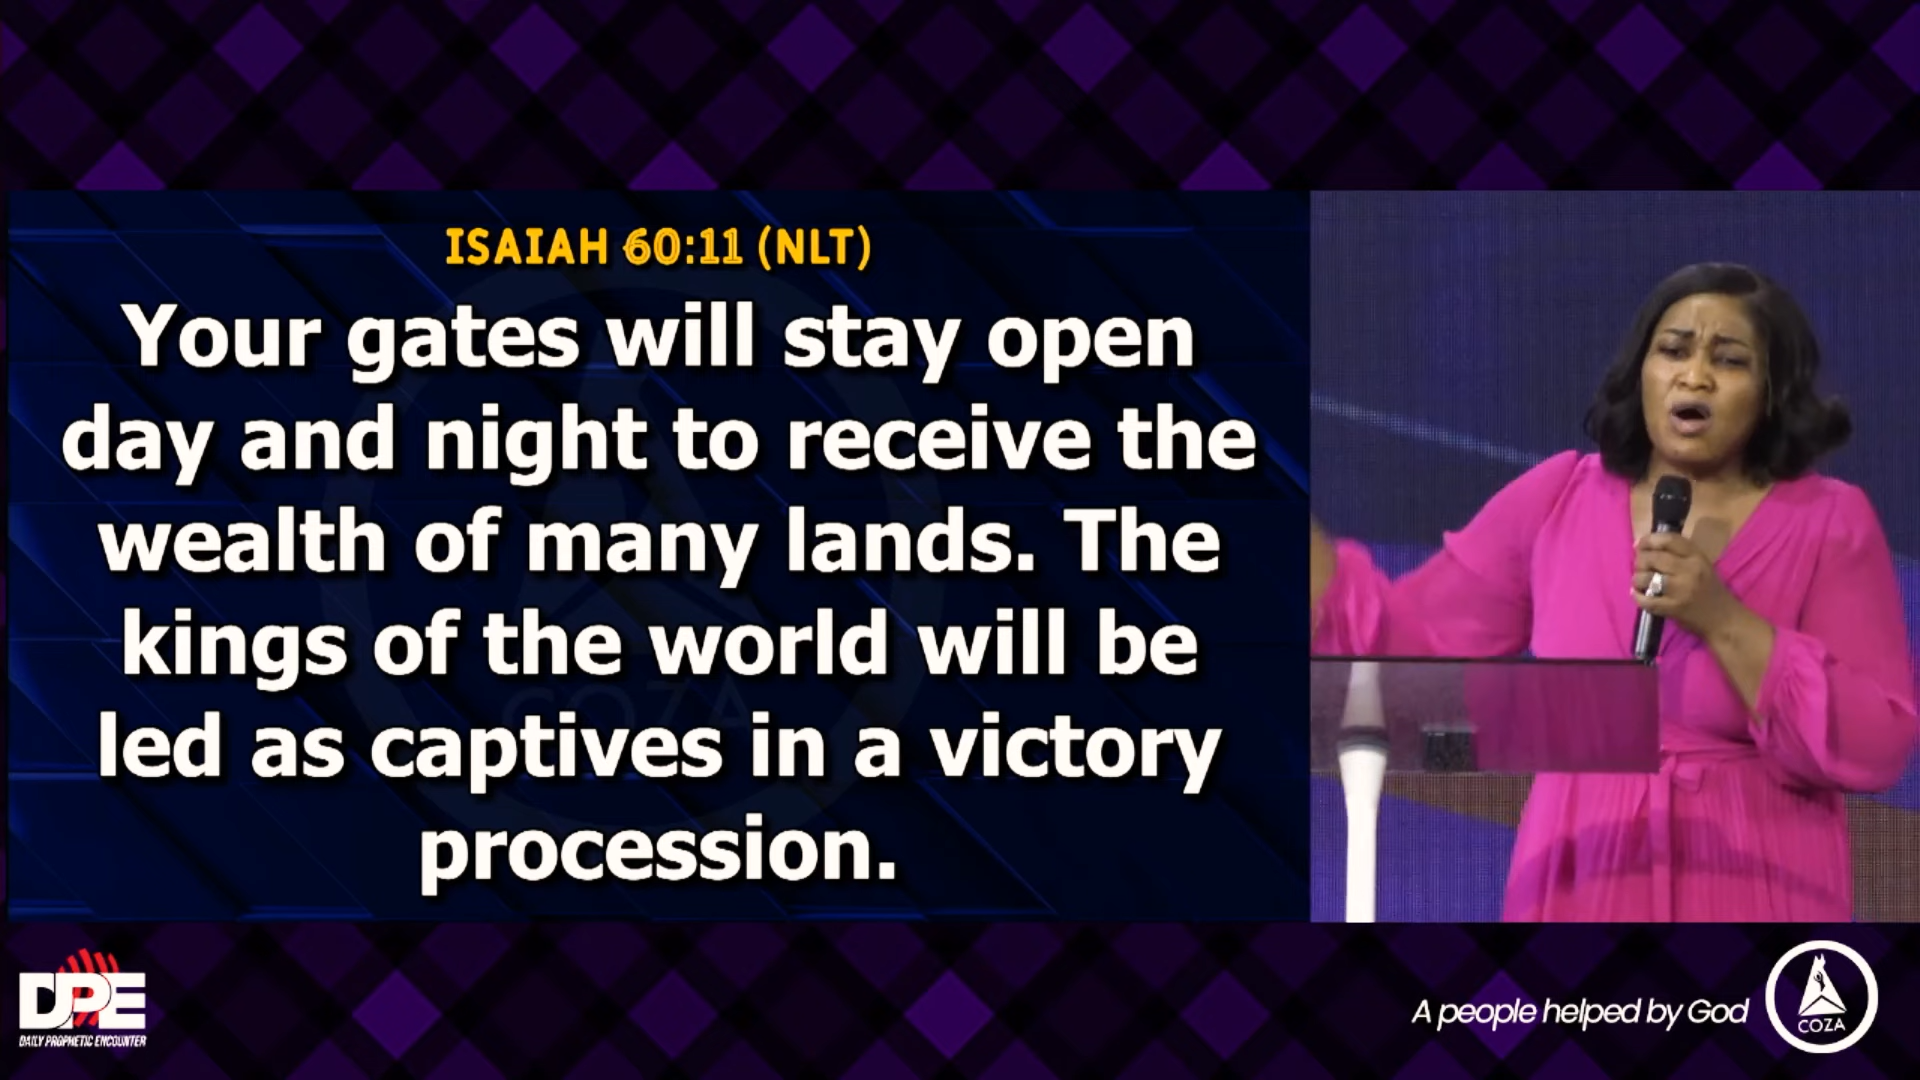 ISAIAH 60:11 (NLT)
Your gates will stay open
day and night to receive the
wealth of many lands. The
kings of the world will be
led as captives in a victory
procession.
DPE
DAILY PROPHETIC ENCOUNTER
A people helped by God
COZA
COZA